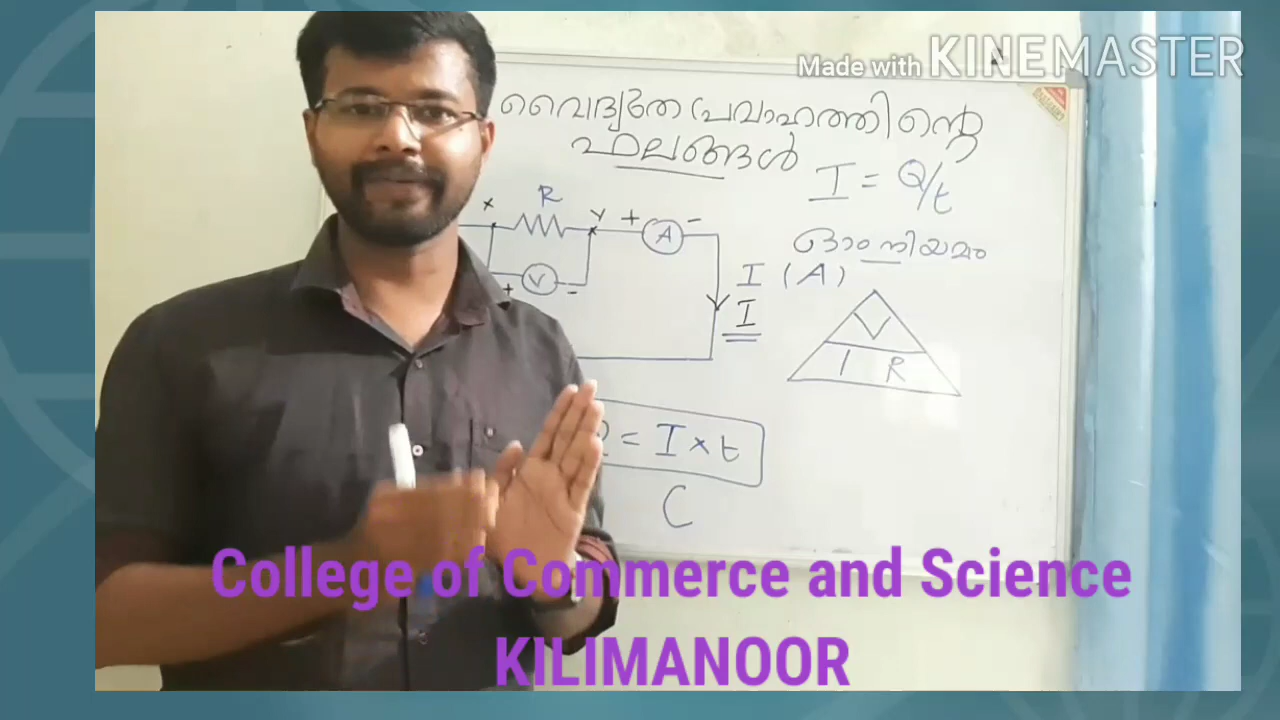 Made with KINEMASTER
വൈദ്യുത പ്രവാഹത്തിന്റെ
ഫലങ്ങൾ
I = Q/t
R
x
Y
+ A -
ഓം നിയമം
+ V -
I (A)
I
V
I R
= I × t
C
College of Commerce and Science
KILIMANOOR